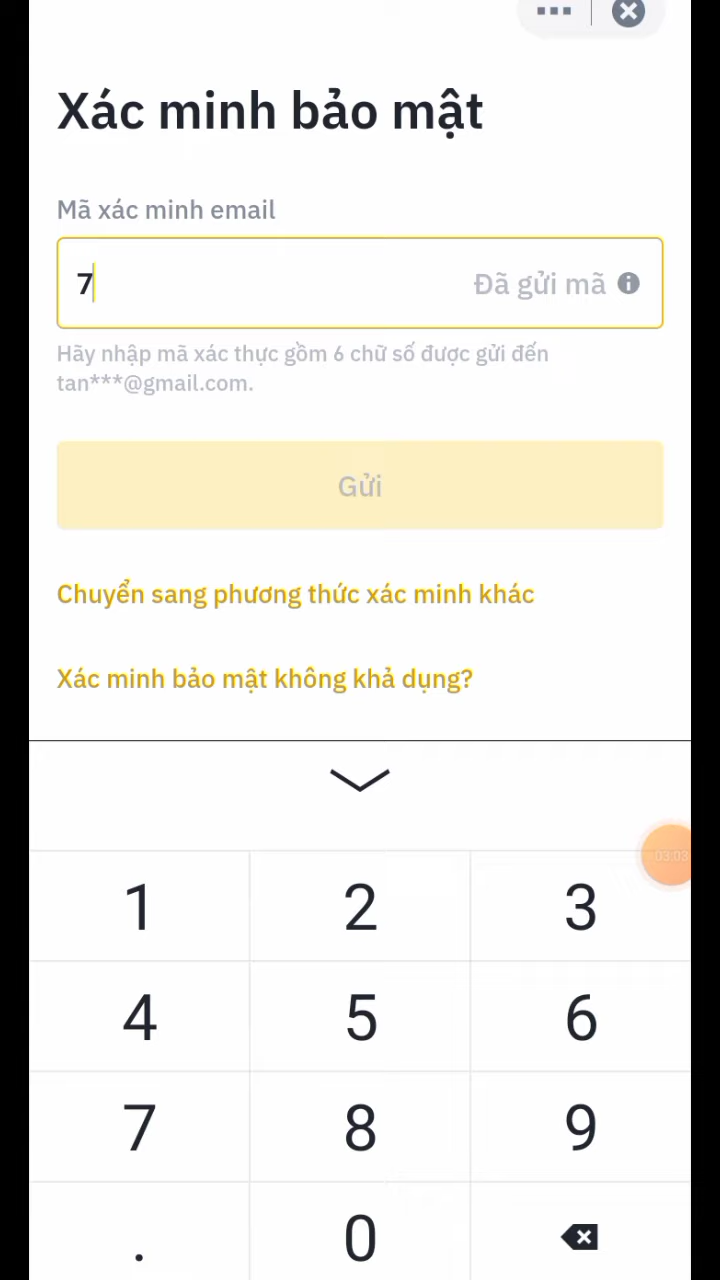 Xác minh bảo mật
Mã xác minh email
7
Đã gửi mã
Hãy nhập mã xác thực gồm 6 chữ số được gửi đến
tan***@gmail.com.
Gửi
Chuyển sang phương thức xác minh khác
Xác minh bảo mật không khả dụng?
03:03
1 2 3
4 5 6
7 8 9
. 0